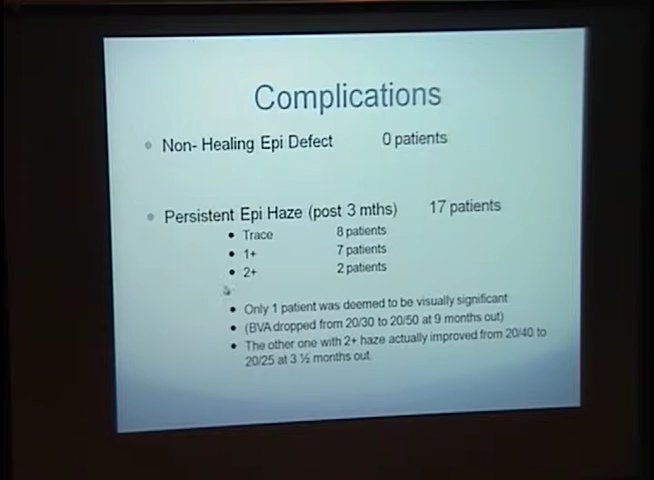 Complications
Non- Healing Epi Defect 0 patients
Persistent Epi Haze (post 3 mths) 17 patients
Trace 8 patients
1+ 7 patients
2+ 2 patients
Only 1 patient was deemed to be visually significant
(BVA dropped from 20/30 to 20/50 at 9 months out)
The other one with 2+ haze actually improved from 20/40 to
20/25 at 3 ½ months out.